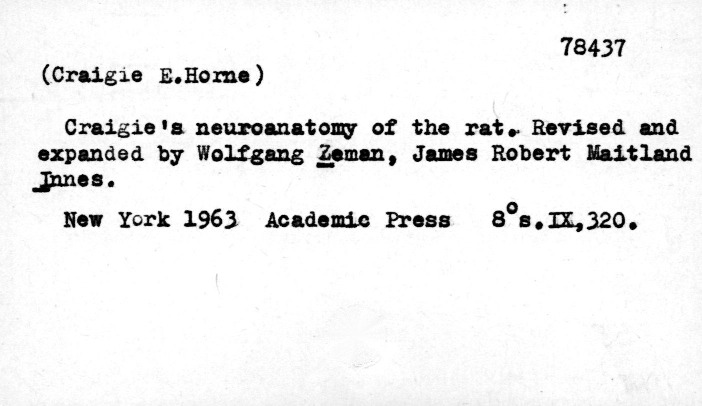 78437
(Craigie E.Horne)
Craigie's neuroanatomy of the rat. Revised and
expanded by Wolfgang Zeman, James Robert Maitland
Innes.
New York 1963 Academic Press 8°s.IX,320.